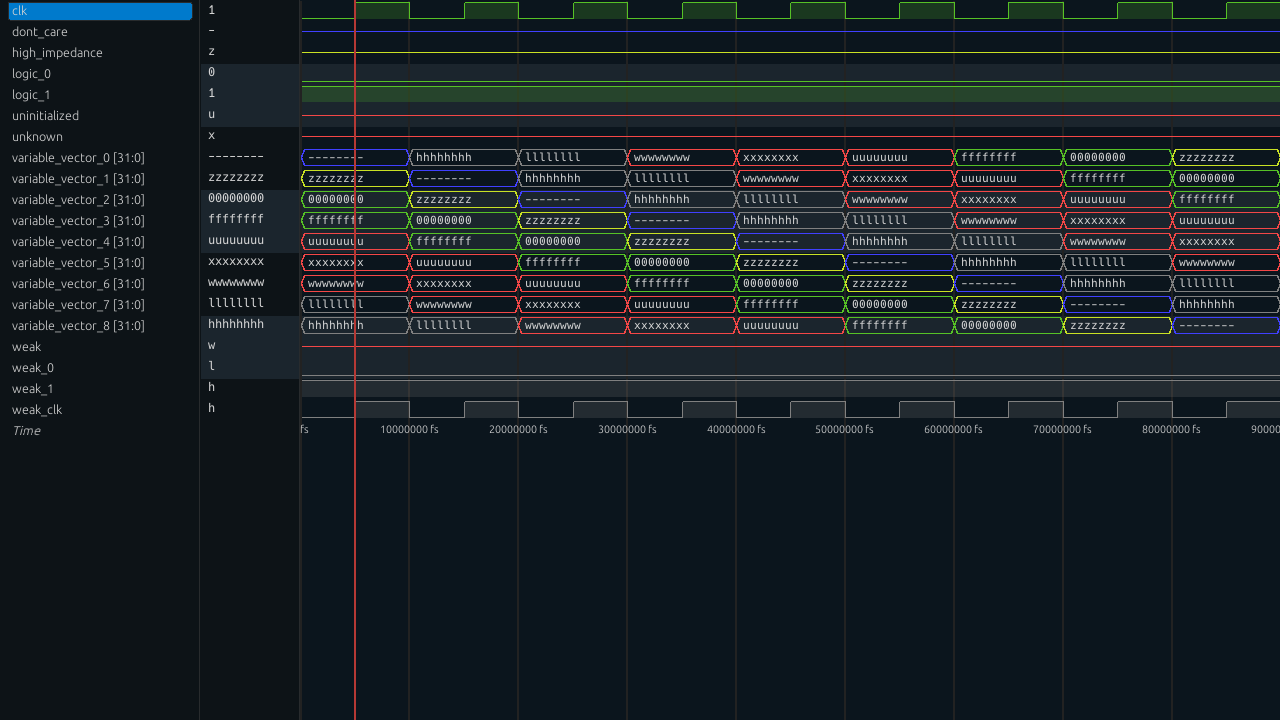 clk 1
dont_care -
high_impedance z
logic_0 0
logic_1 1
uninitialized u
unknown x
variable_vector_0 [31:0] -------- -------- hhhhhhhh llllllll wwwwwwww xxxxxxxx uuuuuuuu ffffffff 00000000 zzzzzzzz
variable_vector_1 [31:0] zzzzzzzz zzzzzzzz -------- hhhhhhhh llllllll wwwwwwww xxxxxxxx uuuuuuuu ffffffff 00000000
variable_vector_2 [31:0] 00000000 00000000 zzzzzzzz -------- hhhhhhhh llllllll wwwwwwww xxxxxxxx uuuuuuuu ffffffff
variable_vector_3 [31:0] ffffffff ffffffff 00000000 zzzzzzzz -------- hhhhhhhh llllllll wwwwwwww xxxxxxxx uuuuuuuu
variable_vector_4 [31:0] uuuuuuuu uuuuuuuu ffffffff 00000000 zzzzzzzz -------- hhhhhhhh llllllll wwwwwwww xxxxxxxx
variable_vector_5 [31:0] xxxxxxxx xxxxxxxx uuuuuuuu ffffffff 00000000 zzzzzzzz -------- hhhhhhhh llllllll wwwwwwww
variable_vector_6 [31:0] wwwwwwww wwwwwwww xxxxxxxx uuuuuuuu ffffffff 00000000 zzzzzzzz -------- hhhhhhhh llllllll
variable_vector_7 [31:0] llllllll llllllll wwwwwwww xxxxxxxx uuuuuuuu ffffffff 00000000 zzzzzzzz -------- hhhhhhhh
variable_vector_8 [31:0] hhhhhhhh hhhhhhhh llllllll wwwwwwww xxxxxxxx uuuuuuuu ffffffff 00000000 zzzzzzzz --------
weak w
weak_0 l
weak_1 h
weak_clk h
Time fs 10000000 fs 20000000 fs 30000000 fs 40000000 fs 50000000 fs 60000000 fs 70000000 fs 80000000 fs 90000